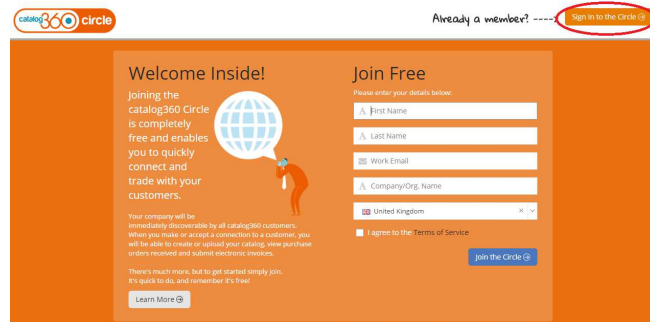 catalog360 circle
Already a member? ----> Sign in to the Circle
Welcome Inside!
Joining the
catalog360 Circle
is completely
free and enables
you to quickly
connect and
trade with your
customers.
Your company will be
immediately discoverable by all catalog360 customers.
When you make or accept a connection to a customer, you
will be able to create or upload your catalog, view purchase
orders received and submit electronic invoices.
There's much more, but to get started simply join.
It's quick to do, and remember it's free!
Learn More
Join Free
Please enter your details below:
First Name
Last Name
Work Email
Company/Org. Name
United Kingdom
I agree to the Terms of Service
Join the Circle